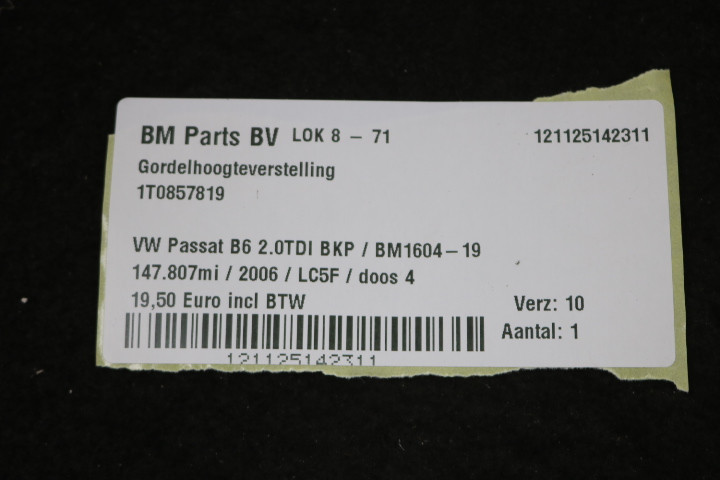 BM Parts BV LOK 8 - 71 121125142311
Gordelhoogteverstelling
1T0857819
VW Passat B6 2.0TDI BKP / BM1604-19
147.807mi / 2006 / LC5F / doos 4
19,50 Euro incl BTW Verz: 10
Aantal: 1
121125142311